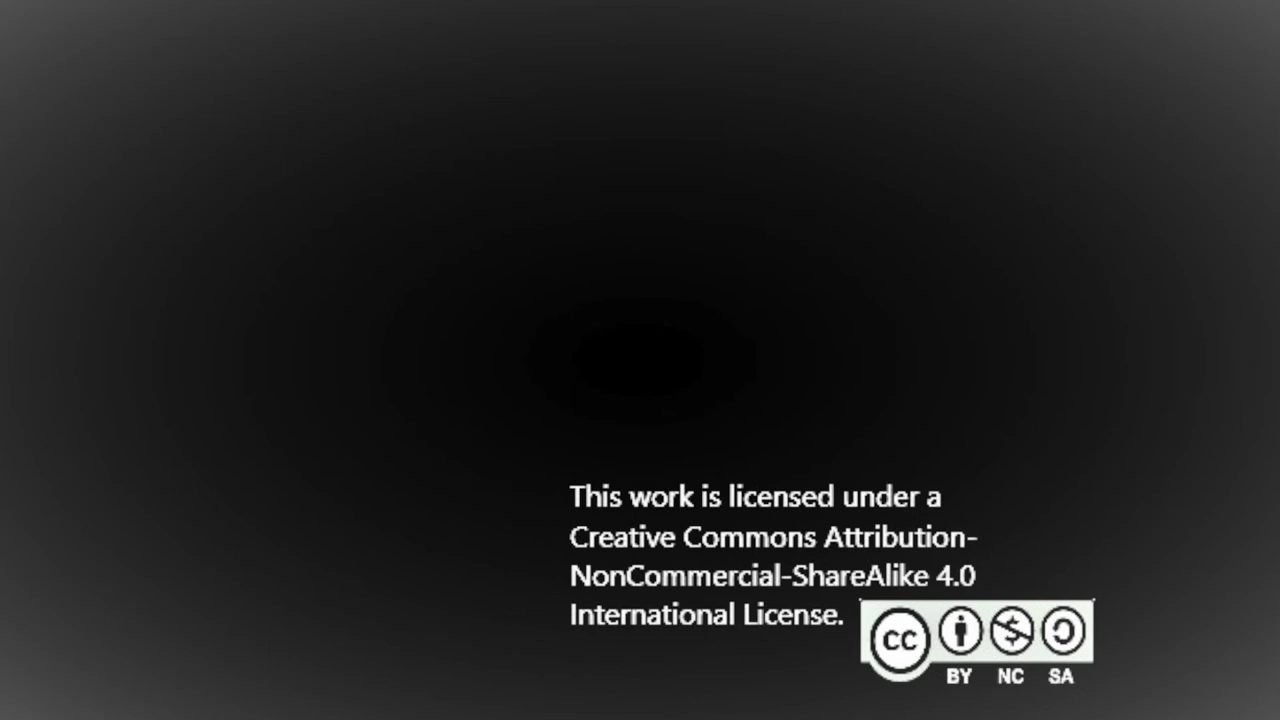 This work is licensed under a
Creative Commons Attribution-
NonCommercial-ShareAlike 4.0
International License.
cc
BY NC SA